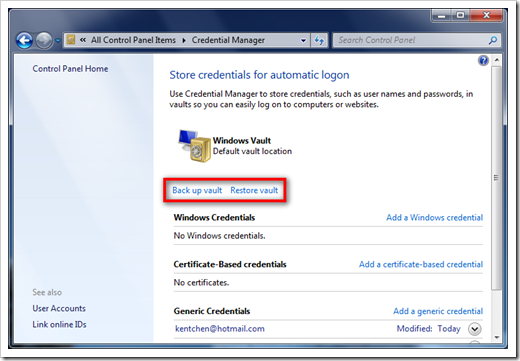 « All Control Panel Items Credential Manager
Search Control Panel
Control Panel Home
Store credentials for automatic logon
Use Credential Manager to store credentials, such as user names and passwords, in
vaults so you can easily log on to computers or websites.
Windows Vault
Default vault location
Back up vault Restore vault
Windows Credentials Add a Windows credential
No Windows credentials.
Certificate-Based credentials Add a certificate-based credential
No certificates.
Generic Credentials Add a generic credential
kentchen@hotmail.com Modified: Today
See also
User Accounts
Link online IDs